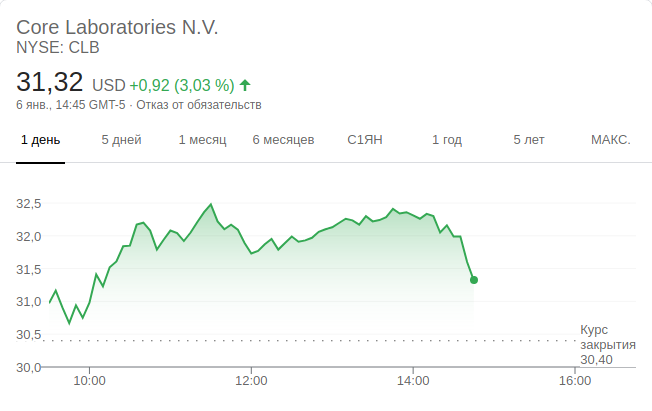 Core Laboratories N.V.
NYSE: CLB
31,32 USD +0,92 (3,03 %)
6 янв., 14:45 GMT-5 · Отказ от обязательств
1 день 5 дней 1 месяц 6 месяцев С1ЯН 1 год 5 лет МАКС.
32,5
32,0
31,5
31,0
30,5
30,0
Курс
закрытия
30,40
10:00 12:00 14:00 16:00